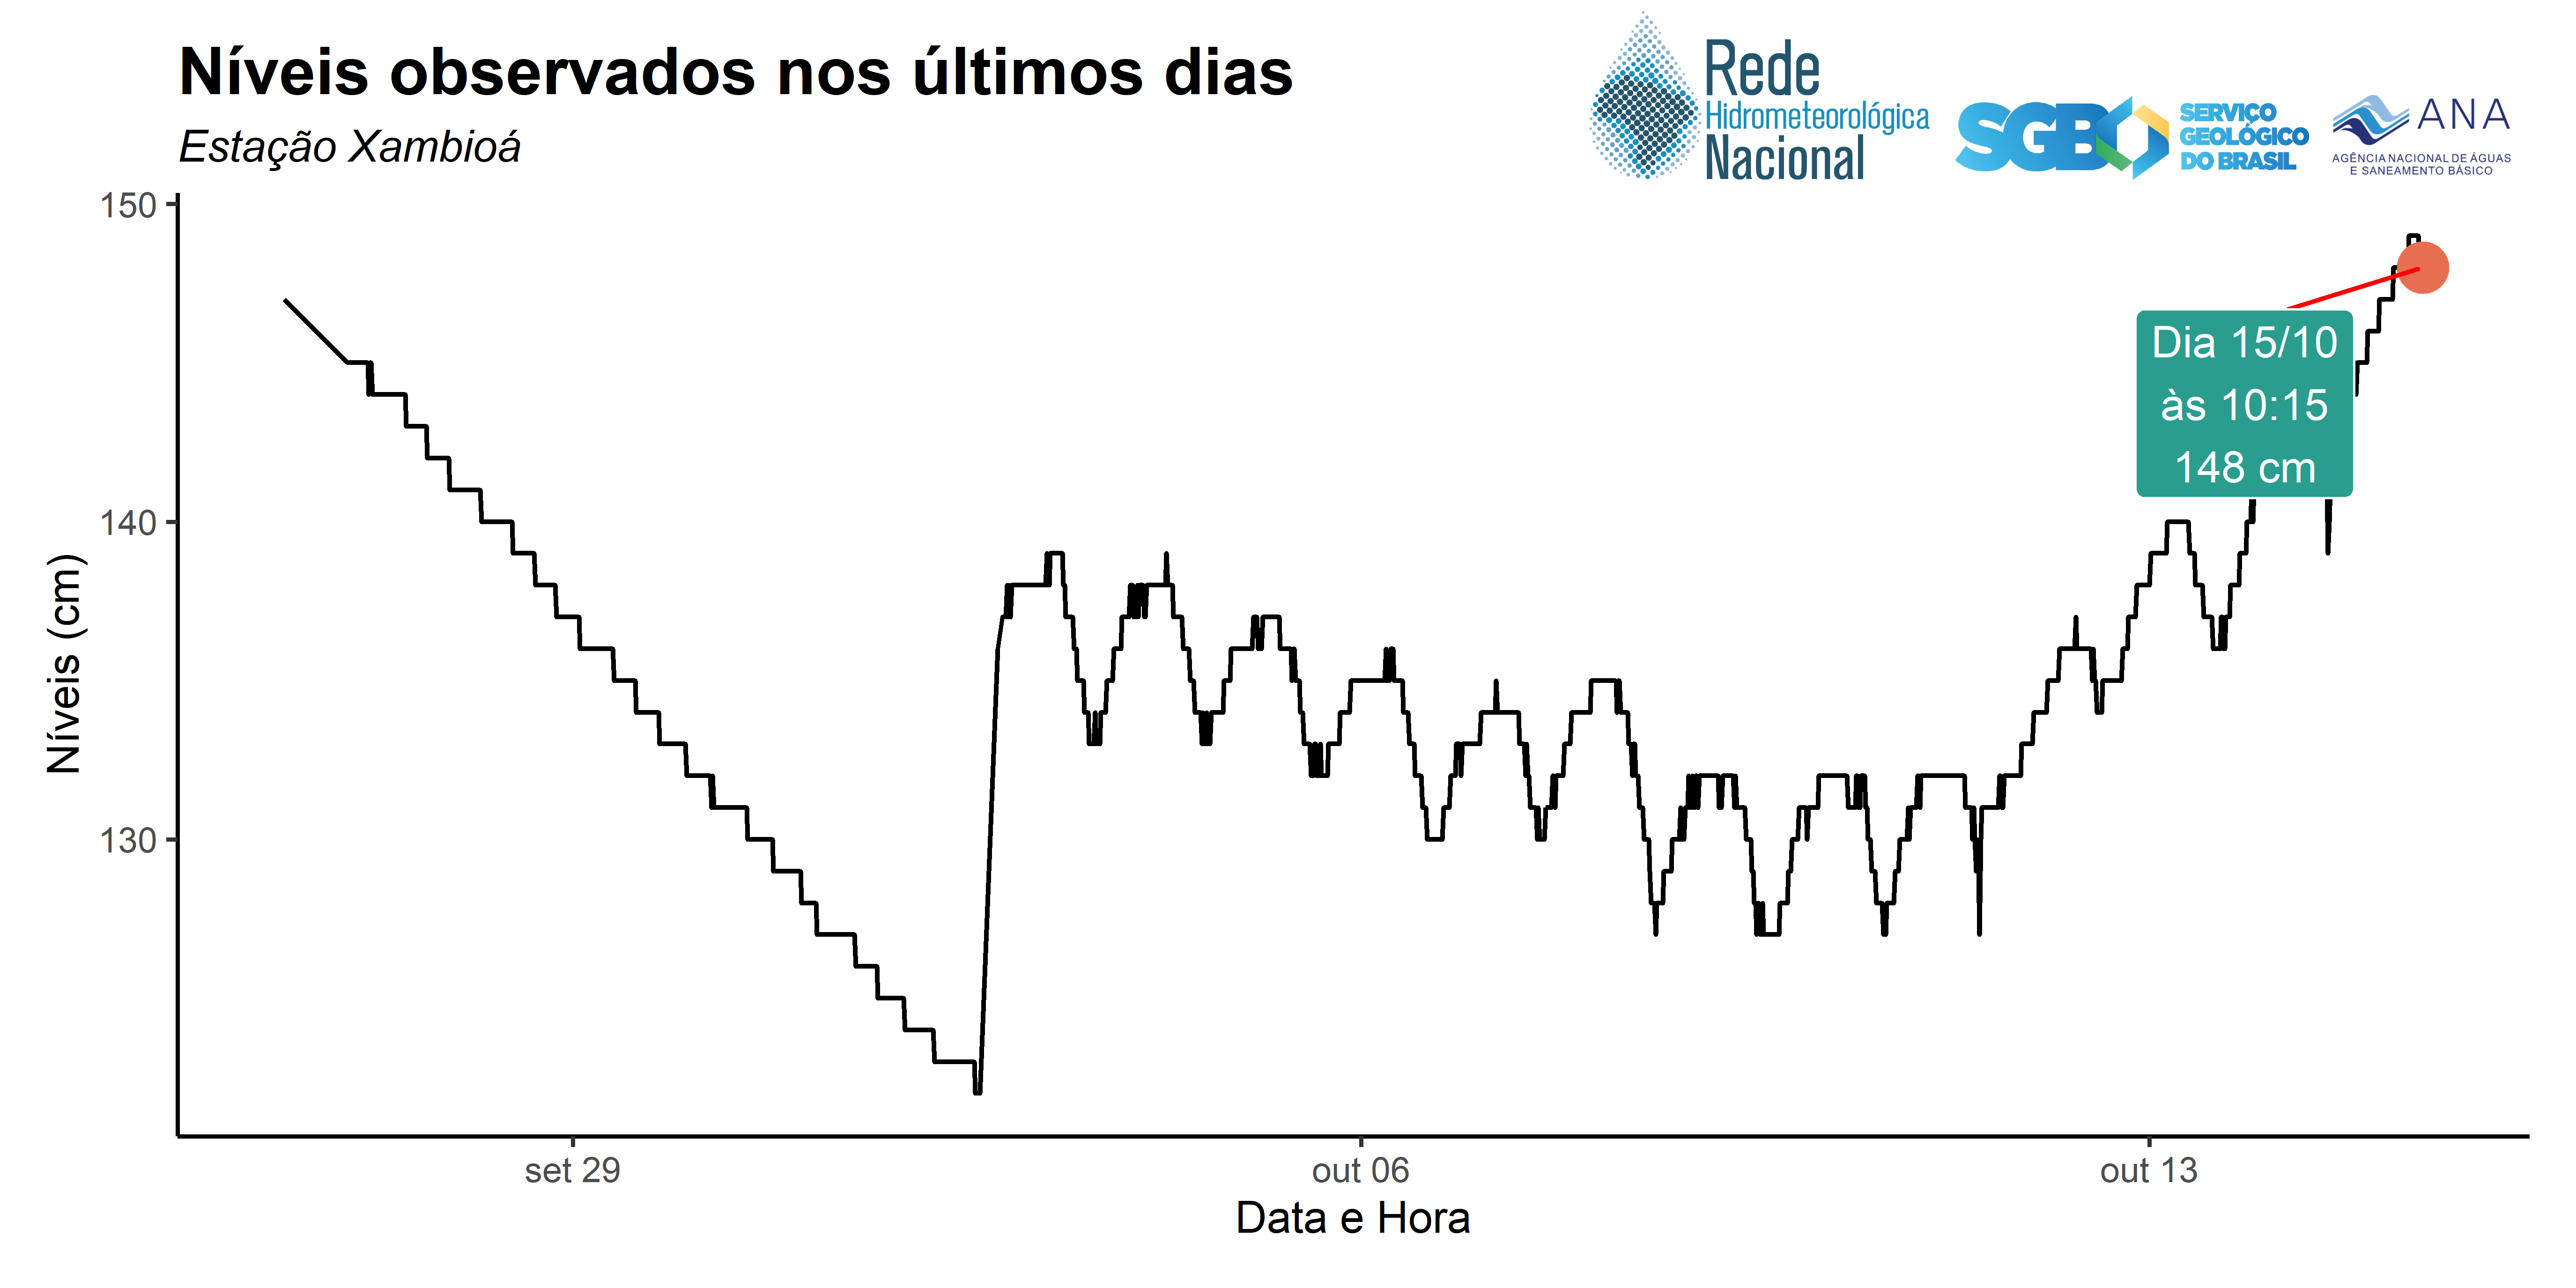 Níveis observados nos últimos dias
Estação Xambioá
Rede
Hidrometeorológica
Nacional
SGB
SERVIÇO
GEOLÓGICO
DO BRASIL
ANA
AGÊNCIA NACIONAL DE ÁGUAS
E SANEAMENTO BÁSICO
150
140
130
Níveis (cm)
Dia 15/10
às 10:15
148 cm
set 29
out 06
out 13
Data e Hora